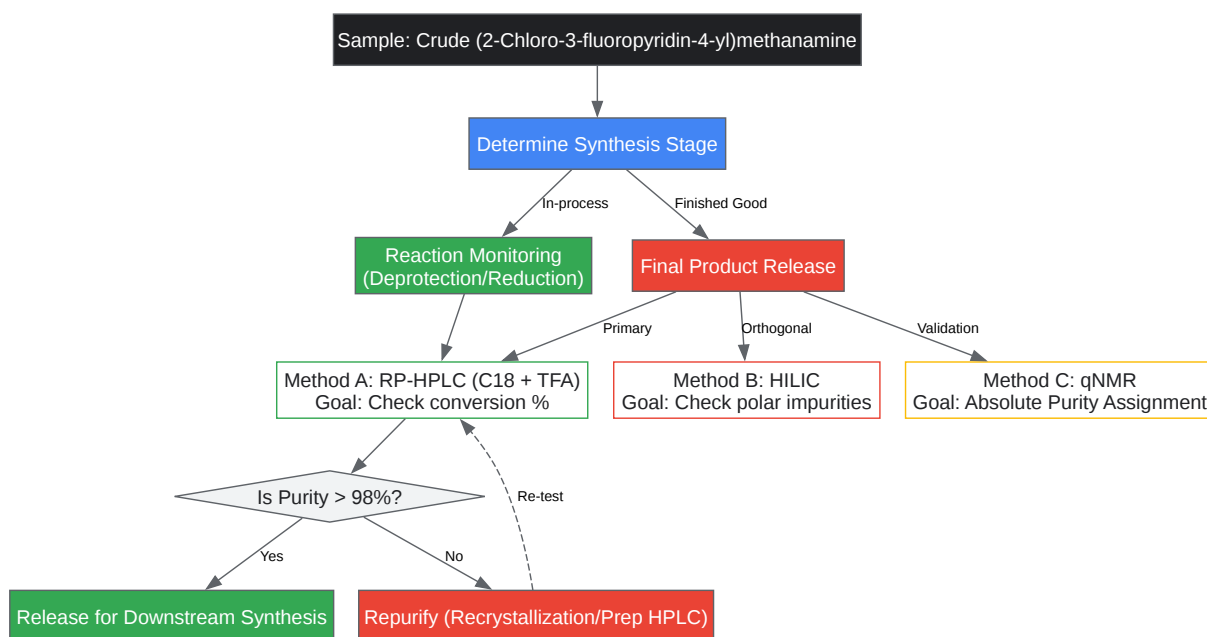 Sample: Crude (2-Chloro-3-fluoropyridin-4-yl)methanamine
Determine Synthesis Stage
In-process
Finished Good
Reaction Monitoring
(Deprotection/Reduction)
Final Product Release
Primary
Orthogonal
Validation
Method A: RP-HPLC (C18 + TFA)
Goal: Check conversion %
Method B: HILIC
Goal: Check polar impurities
Method C: qNMR
Goal: Absolute Purity Assignment
Is Purity > 98%?
Re-test
Yes
No
Release for Downstream Synthesis
Repurify (Recrystallization/Prep HPLC)